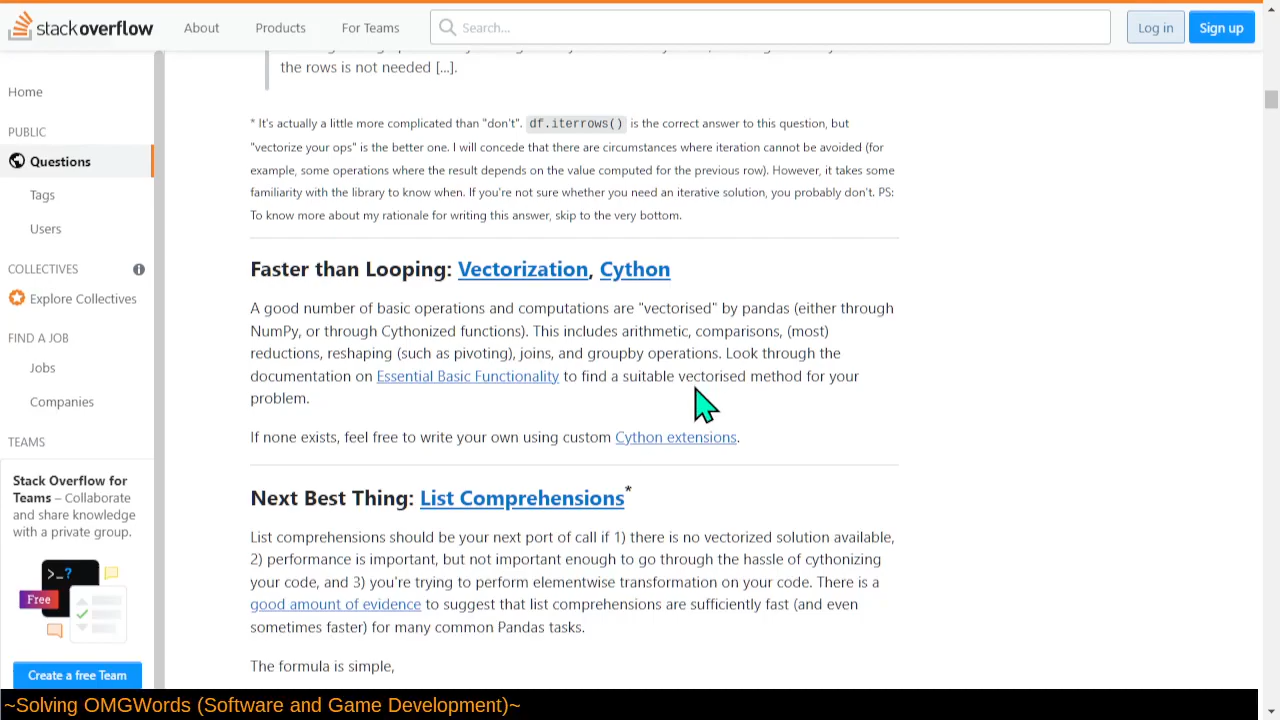 stackoverflow
About
Products
For Teams
Search...
Log in
Sign up
Home
PUBLIC
Questions
Tags
Users
COLLECTIVES
Explore Collectives
FIND A JOB
Jobs
Companies
TEAMS
Stack Overflow for
Teams – Collaborate
and share knowledge
with a private group.
>_?
Free
Create a free Team
the rows is not needed [...].
* It's actually a little more complicated than "don't". df.iterrows() is the correct answer to this question, but
"vectorize your ops" is the better one. I will concede that there are circumstances where iteration cannot be avoided (for
example, some operations where the result depends on the value computed for the previous row). However, it takes some
familiarity with the library to know when. If you're not sure whether you need an iterative solution, you probably don't. PS:
To know more about my rationale for writing this answer, skip to the very bottom.
Faster than Looping: Vectorization, Cython
A good number of basic operations and computations are "vectorised" by pandas (either through
NumPy, or through Cythonized functions). This includes arithmetic, comparisons, (most)
reductions, reshaping (such as pivoting), joins, and groupby operations. Look through the
documentation on Essential Basic Functionality to find a suitable vectorised method for your
problem.
If none exists, feel free to write your own using custom Cython extensions.
Next Best Thing: List Comprehensions*
List comprehensions should be your next port of call if 1) there is no vectorized solution available,
2) performance is important, but not important enough to go through the hassle of cythonizing
your code, and 3) you're trying to perform elementwise transformation on your code. There is a
good amount of evidence to suggest that list comprehensions are sufficiently fast (and even
sometimes faster) for many common Pandas tasks.
The formula is simple,
~Solving OMGWords (Software and Game Development)~